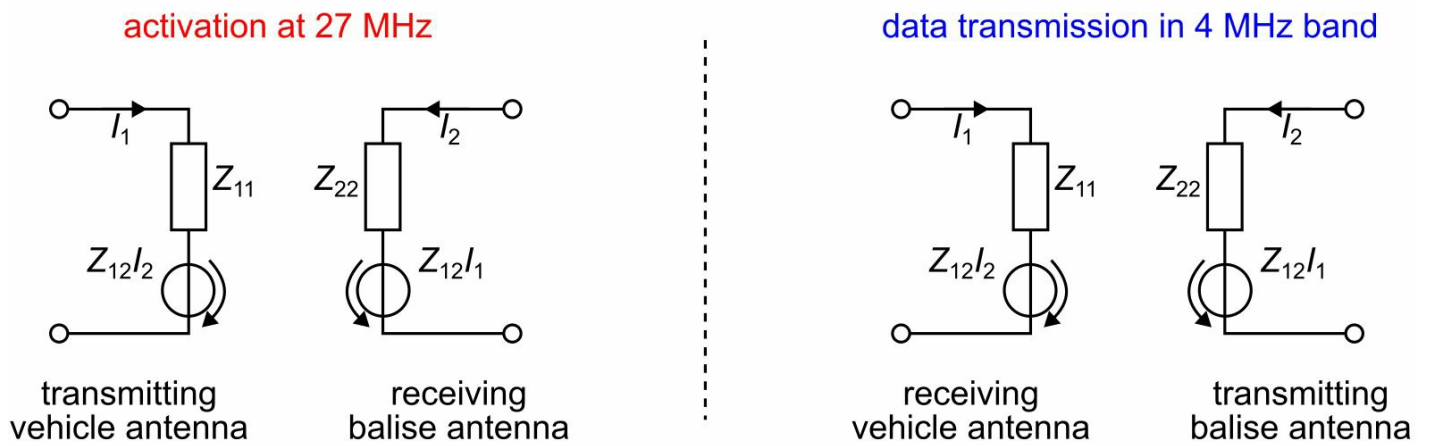 activation at 27 MHz
data transmission in 4 MHz band
I₁
I₂
Z₁₁
Z₂₂
Z₁₂I₂
Z₁₂I₁
I₁
I₂
Z₁₁
Z₂₂
Z₁₂I₂
Z₁₂I₁
transmitting
vehicle antenna
receiving
balise antenna
receiving
vehicle antenna
transmitting
balise antenna